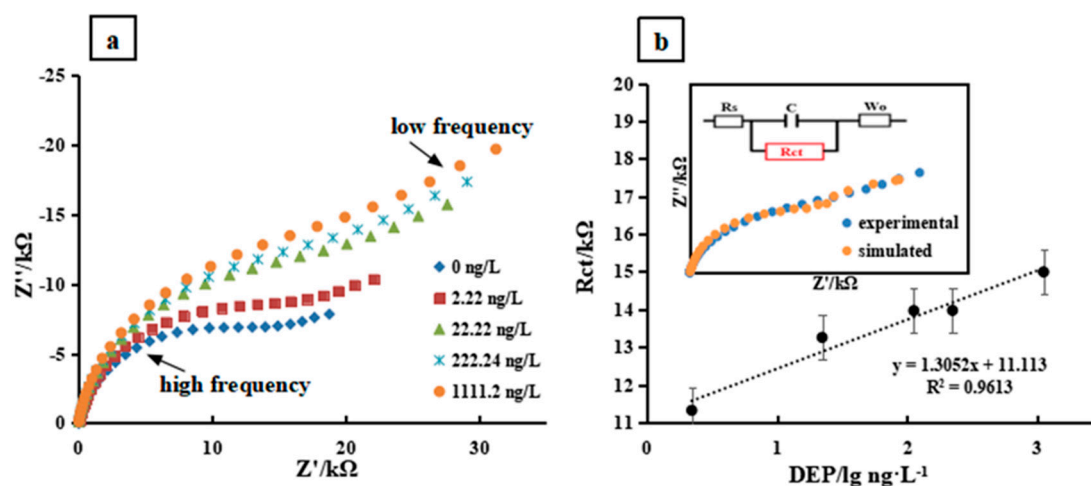 a
-25
-20
-15
-10
-5
0
0
10
20
30
Z''/kΩ
Z'/kΩ
low frequency
high frequency
0 ng/L
2.22 ng/L
22.22 ng/L
222.24 ng/L
1111.2 ng/L
b
20
19
18
17
16
15
14
13
12
11
0
1
2
3
Rct/kΩ
DEP/lg ng·L⁻¹
Rs
C
Wo
Rct
Z''/kΩ
Z'/kΩ
experimental
simulated
y = 1.3052x + 11.113
R² = 0.9613